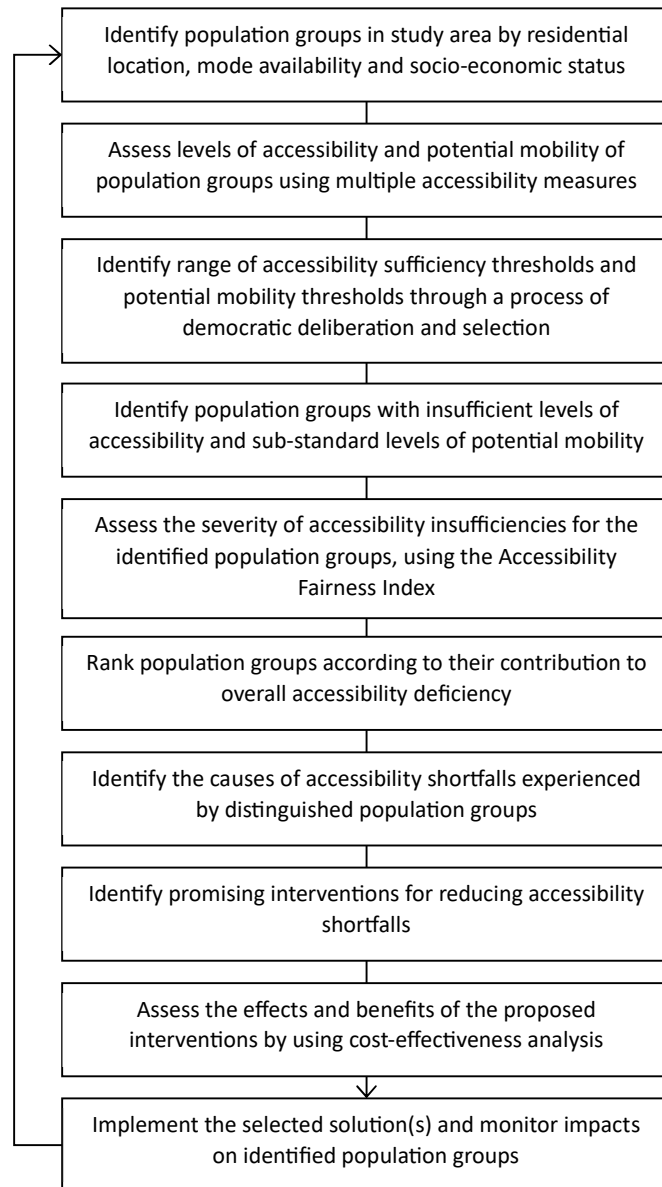 Identify population groups in study area by residential
location, mode availability and socio-economic status
Assess levels of accessibility and potential mobility of
population groups using multiple accessibility measures
Identify range of accessibility sufficiency thresholds and
potential mobility thresholds through a process of
democratic deliberation and selection
Identify population groups with insufficient levels of
accessibility and sub-standard levels of potential mobility
Assess the severity of accessibility insufficiencies for the
identified population groups, using the Accessibility
Fairness Index
Rank population groups according to their contribution to
overall accessibility deficiency
Identify the causes of accessibility shortfalls experienced
by distinguished population groups
Identify promising interventions for reducing accessibility
shortfalls
Assess the effects and benefits of the proposed
interventions by using cost-effectiveness analysis
Implement the selected solution(s) and monitor impacts
on identified population groups